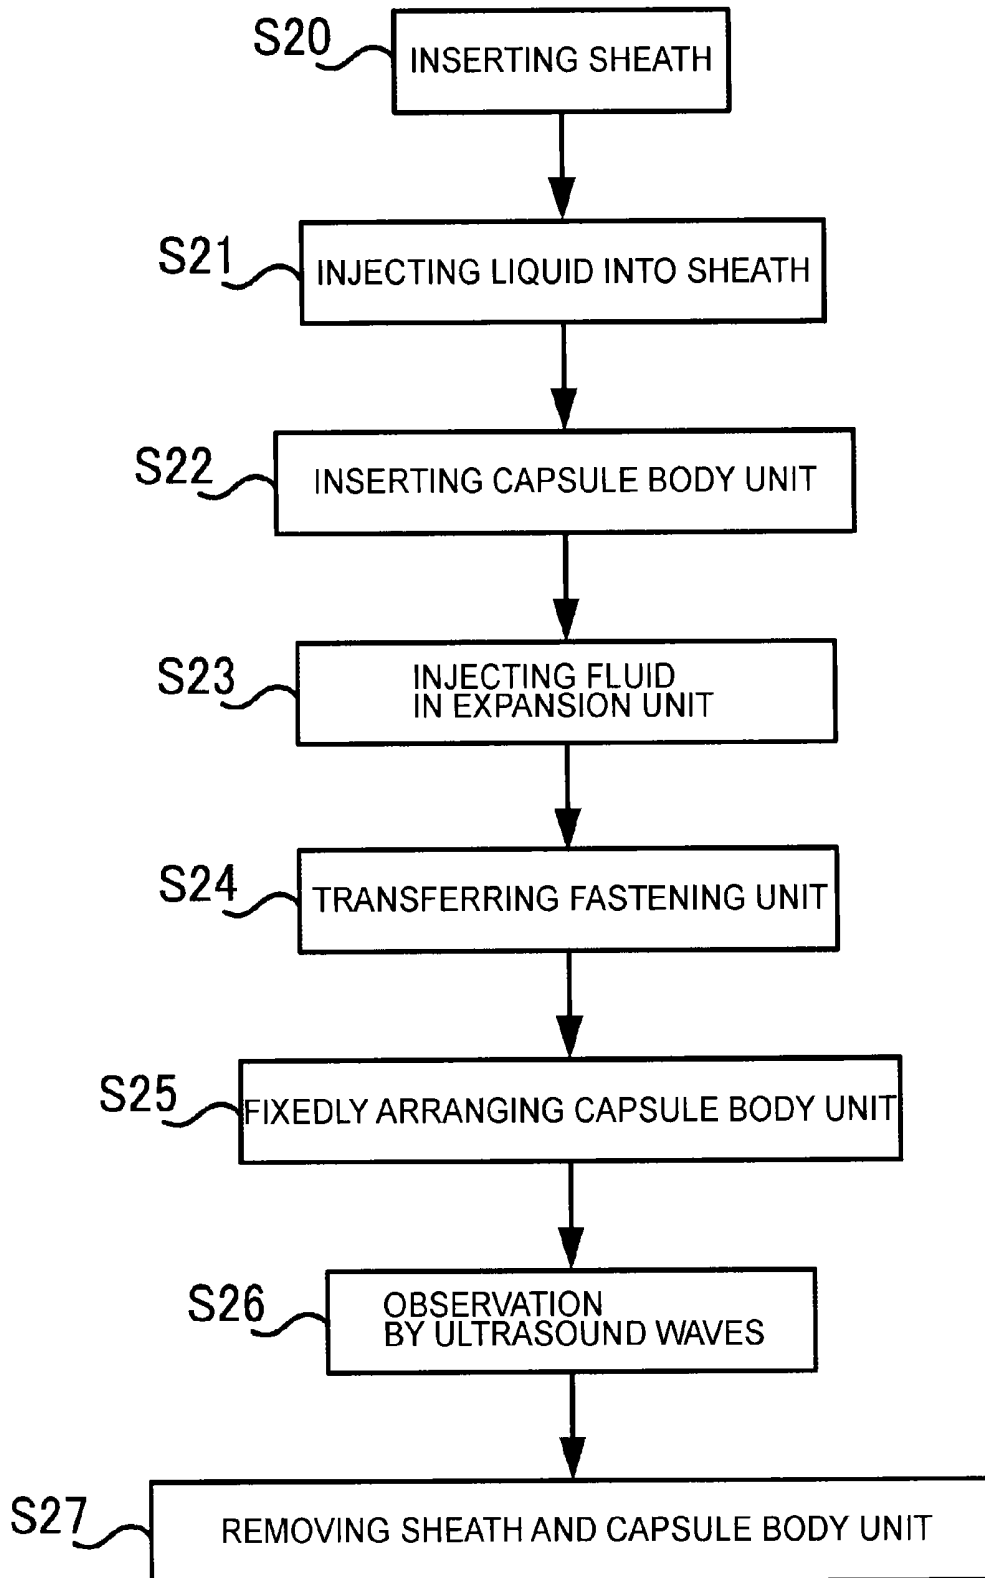 S20
INSERTING SHEATH
S21
INJECTING LIQUID INTO SHEATH
S22
INSERTING CAPSULE BODY UNIT
S23
INJECTING FLUID
IN EXPANSION UNIT
S24
TRANSFERRING FASTENING UNIT
S25
FIXEDLY ARRANGING CAPSULE BODY UNIT
S26
OBSERVATION
BY ULTRASOUND WAVES
S27
REMOVING SHEATH AND CAPSULE BODY UNIT